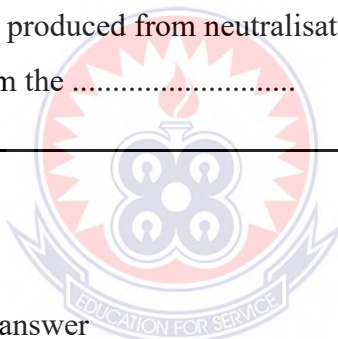 produced from neutralisat
m the ............................
EDUCATION FOR SERVICE
answer